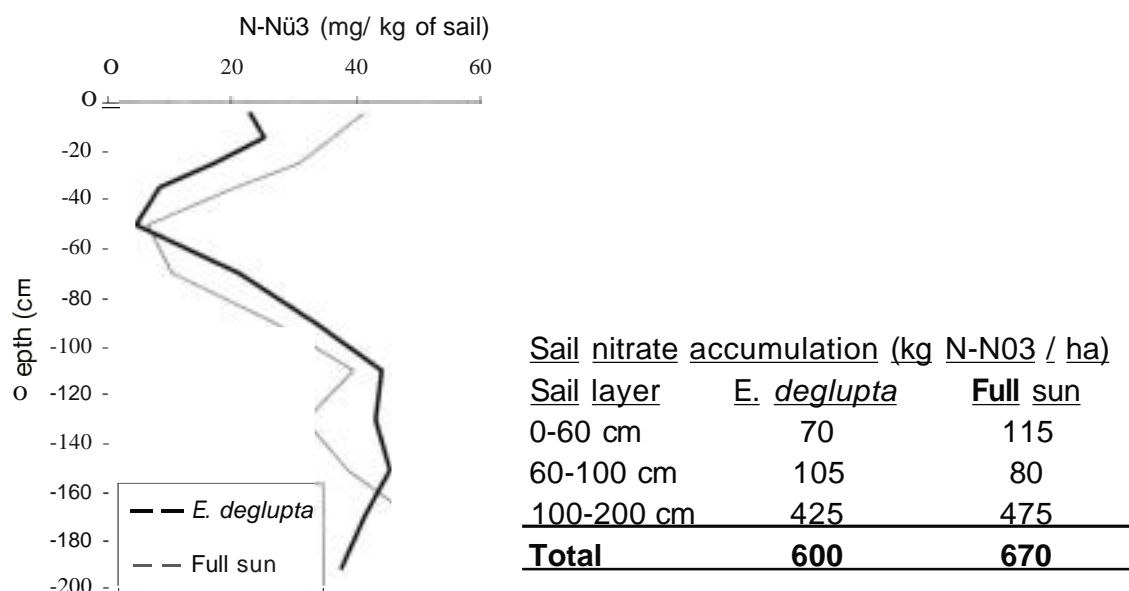 N-Nü3 (mg/ kg of sail)
O 20 40 60
O
-20
-40
-60
-80
-100
-120
-140
-160
-180
-200
O epth (cm
E. deglupta
Full sun
Sail nitrate accumulation (kg N-N03 / ha)
Sail layer E. deglupta Full sun
0-60 cm 70 115
60-100 cm 105 80
100-200 cm 425 475
Total 600 670